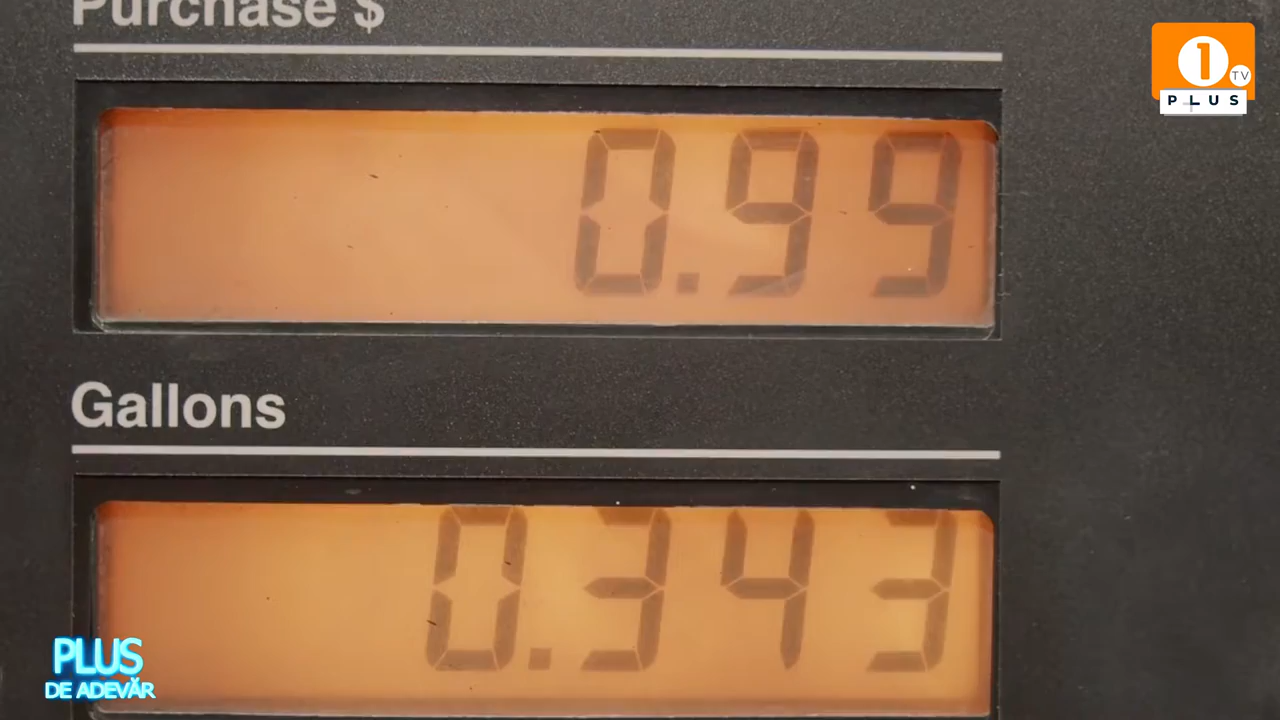 Purchase $
1
TV
PLUS
0.99
Gallons
0.343
PLUS
DE ADEVĂR